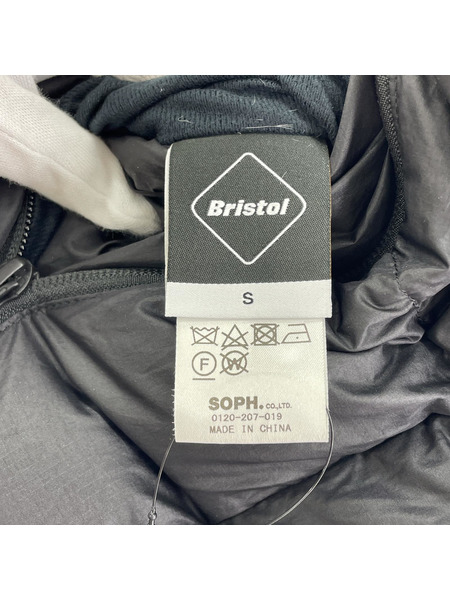 Bristol
S
F W
SOPH. CO.,LTD.
0120-207-019
MADE IN CHINA